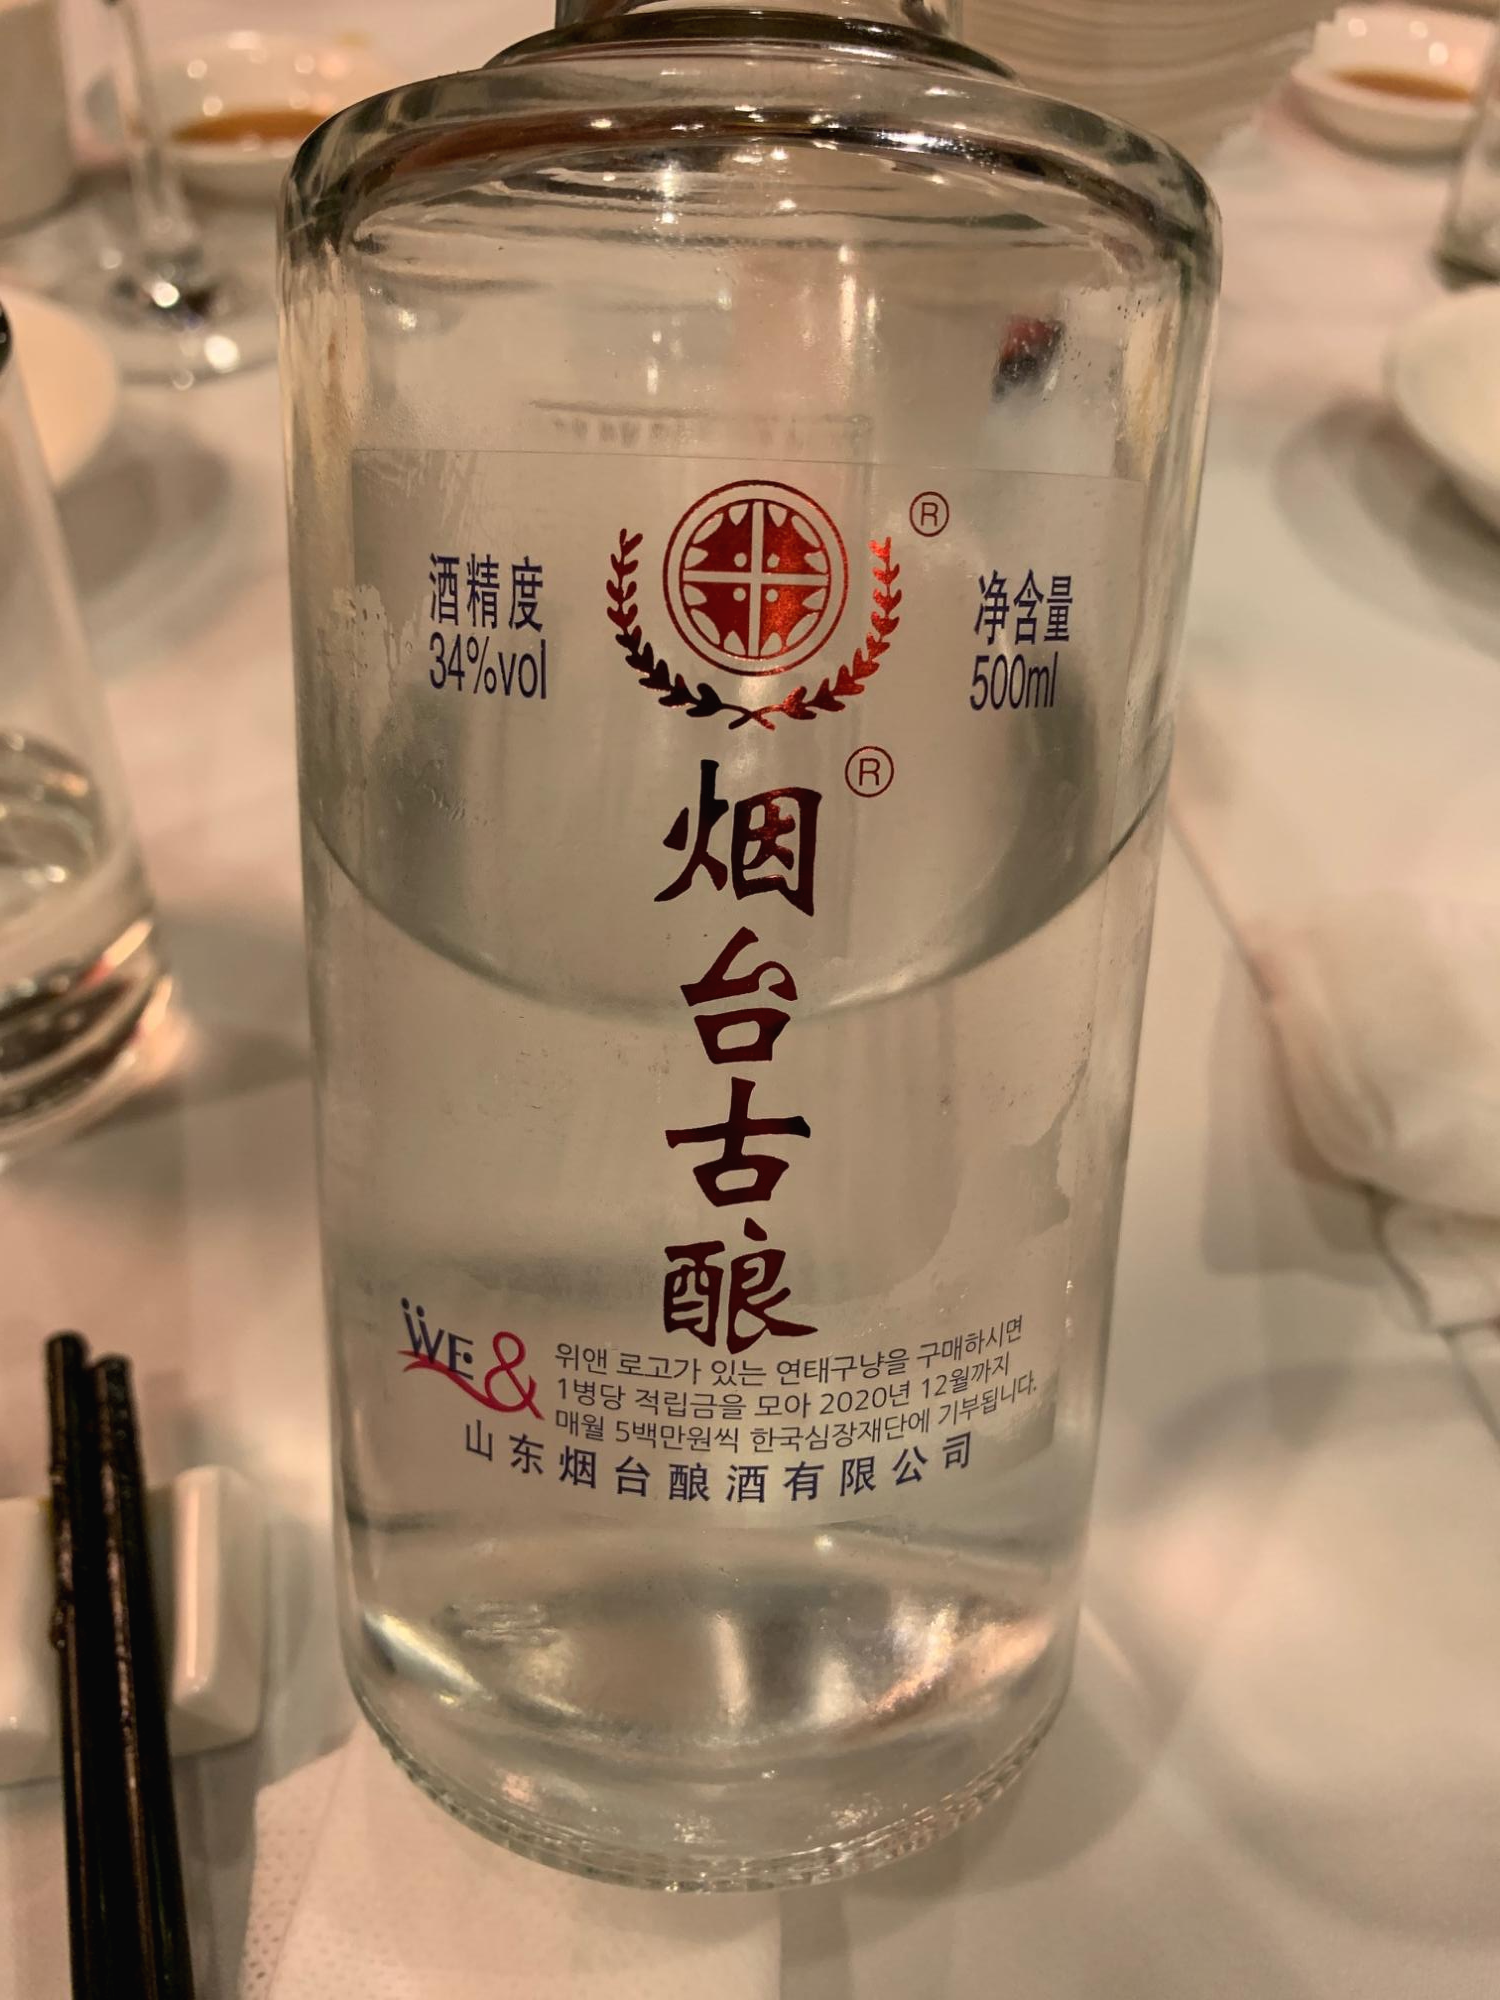 酒精度
34%vol
®
净含量
500ml
烟台古酿
®
WE&
위앤 로고가 있는 연태구냥을 구매하시면
1병당 적립금을 모아 2020년 12월까지
매월 5백만원씩 한국심장재단에 기부됩니다.
山东烟台酿酒有限公司